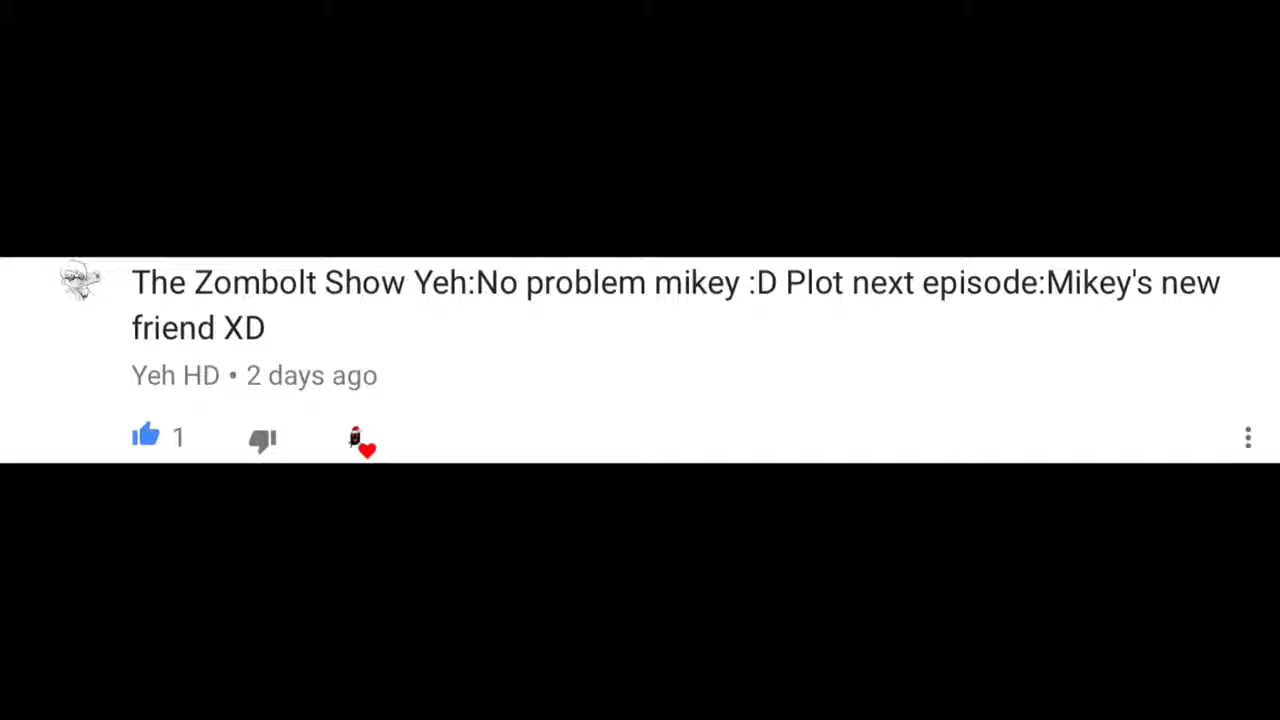 The Zombolt Show Yeh:No problem mikey :D Plot next episode:Mikey's new
friend XD
Yeh HD • 2 days ago
1